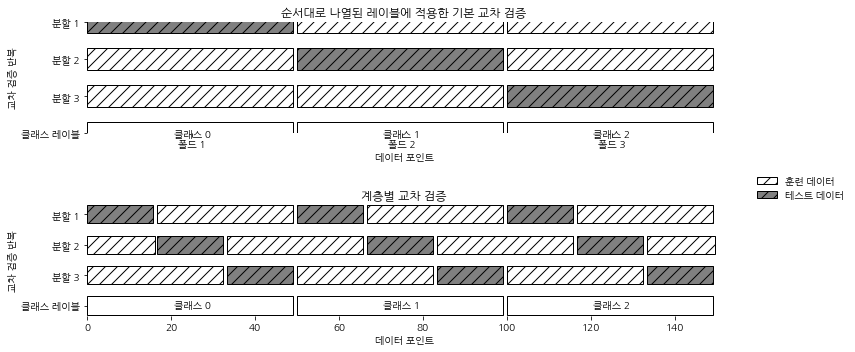 순서대로 나열된 레이블에 적용한 기본 교차 검증
교차 검증 반복
분할 1
분할 2
분할 3
클래스 레이블
클래스 0
클래스 1
클래스 2
폴드 1
폴드 2
폴드 3
데이터 포인트
훈련 데이터
테스트 데이터
계층별 교차 검증
교차 검증 반복
분할 1
분할 2
분할 3
클래스 레이블
클래스 0
클래스 1
클래스 2
0 20 40 60 80 100 120 140
데이터 포인트